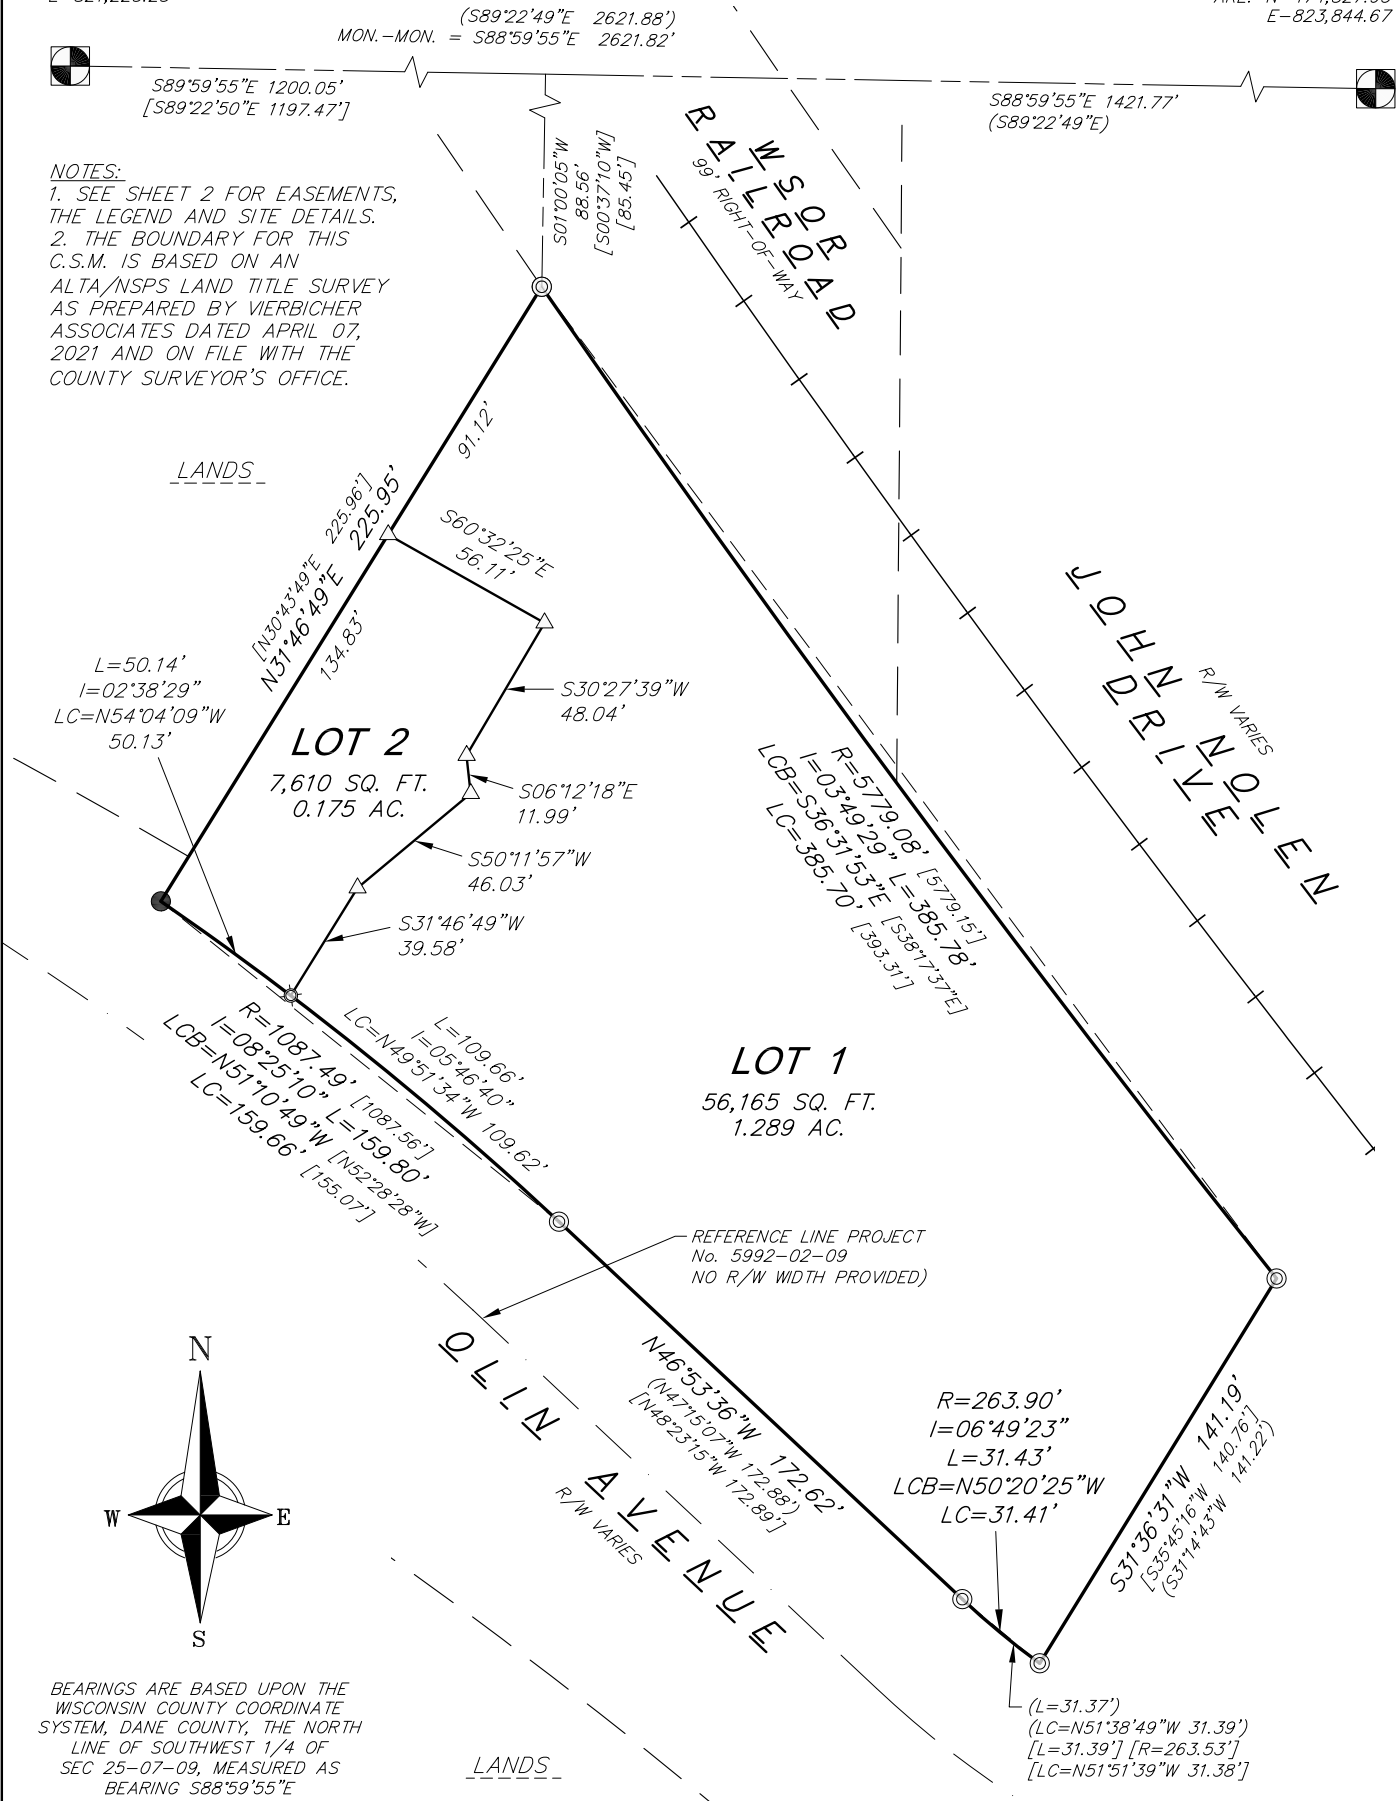 (S89°22'49"E 2621.88')
MON.-MON. = S88°59'55"E 2621.82'
E-823,844.67
S89°59'55"E 1200.05'
[S89°22'50"E 1197.47']
S88°59'55"E 1421.77'
(S89°22'49"E)
S01°00'05"W
88.56'
[S00°37'10"W]
[85.45']
WSOR
RAILROAD
99' RIGHT-OF-WAY
NOTES:
1. SEE SHEET 2 FOR EASEMENTS,
THE LEGEND AND SITE DETAILS.
2. THE BOUNDARY FOR THIS
C.S.M. IS BASED ON AN
ALTA/NSPS LAND TITLE SURVEY
AS PREPARED BY VIERBICHER
ASSOCIATES DATED APRIL 07,
2021 AND ON FILE WITH THE
COUNTY SURVEYOR'S OFFICE.
LANDS
91.12'
[N30°43'49"E 225.96']
N31°46'49"E 225.95'
134.83'
S60°32'25"E
56.11'
L=50.14'
I=02°38'29"
LC=N54°04'09"W
50.13'
S30°27'39"W
48.04'
LOT 2
7,610 SQ. FT.
0.175 AC.
S06°12'18"E
11.99'
S50°11'57"W
46.03'
S31°46'49"W
39.58'
JOHN NOLEN
DRIVE
R/W VARIES
R=5779.08' [5779.15']
I=03°49'29" L=385.78'
LCB=S36°31'53"E [S38°17'37"E]
LC=385.70' [393.31']
L=109.66'
I=05°46'40"
LC=N49°51'34"W 109.62'
R=1087.49' [1087.56']
I=08°25'10" L=159.80'
LCB=N51°10'49"W [N52°28'28"W]
LC=159.66' [155.07']
LOT 1
56,165 SQ. FT.
1.289 AC.
REFERENCE LINE PROJECT
No. 5992-02-09
NO R/W WIDTH PROVIDED)
OLIN AVENUE
R/W VARIES
N46°53'36"W 172.62'
(N47°15'07"W 172.88')
[N48°23'15"W 172.89']
R=263.90'
I=06°49'23"
L=31.43'
LCB=N50°20'25"W
LC=31.41'
S31°36'31"W 141.19'
[S35°45'16"W 140.76']
(S31°14'43"W 141.22')
N
W
E
S
BEARINGS ARE BASED UPON THE
WISCONSIN COUNTY COORDINATE
SYSTEM, DANE COUNTY, THE NORTH
LINE OF SOUTHWEST 1/4 OF
SEC 25-07-09, MEASURED AS
BEARING S88°59'55"E
LANDS
(L=31.37')
(LC=N51°38'49"W 31.39')
[L=31.39'] [R=263.53']
[LC=N51°51'39"W 31.38']